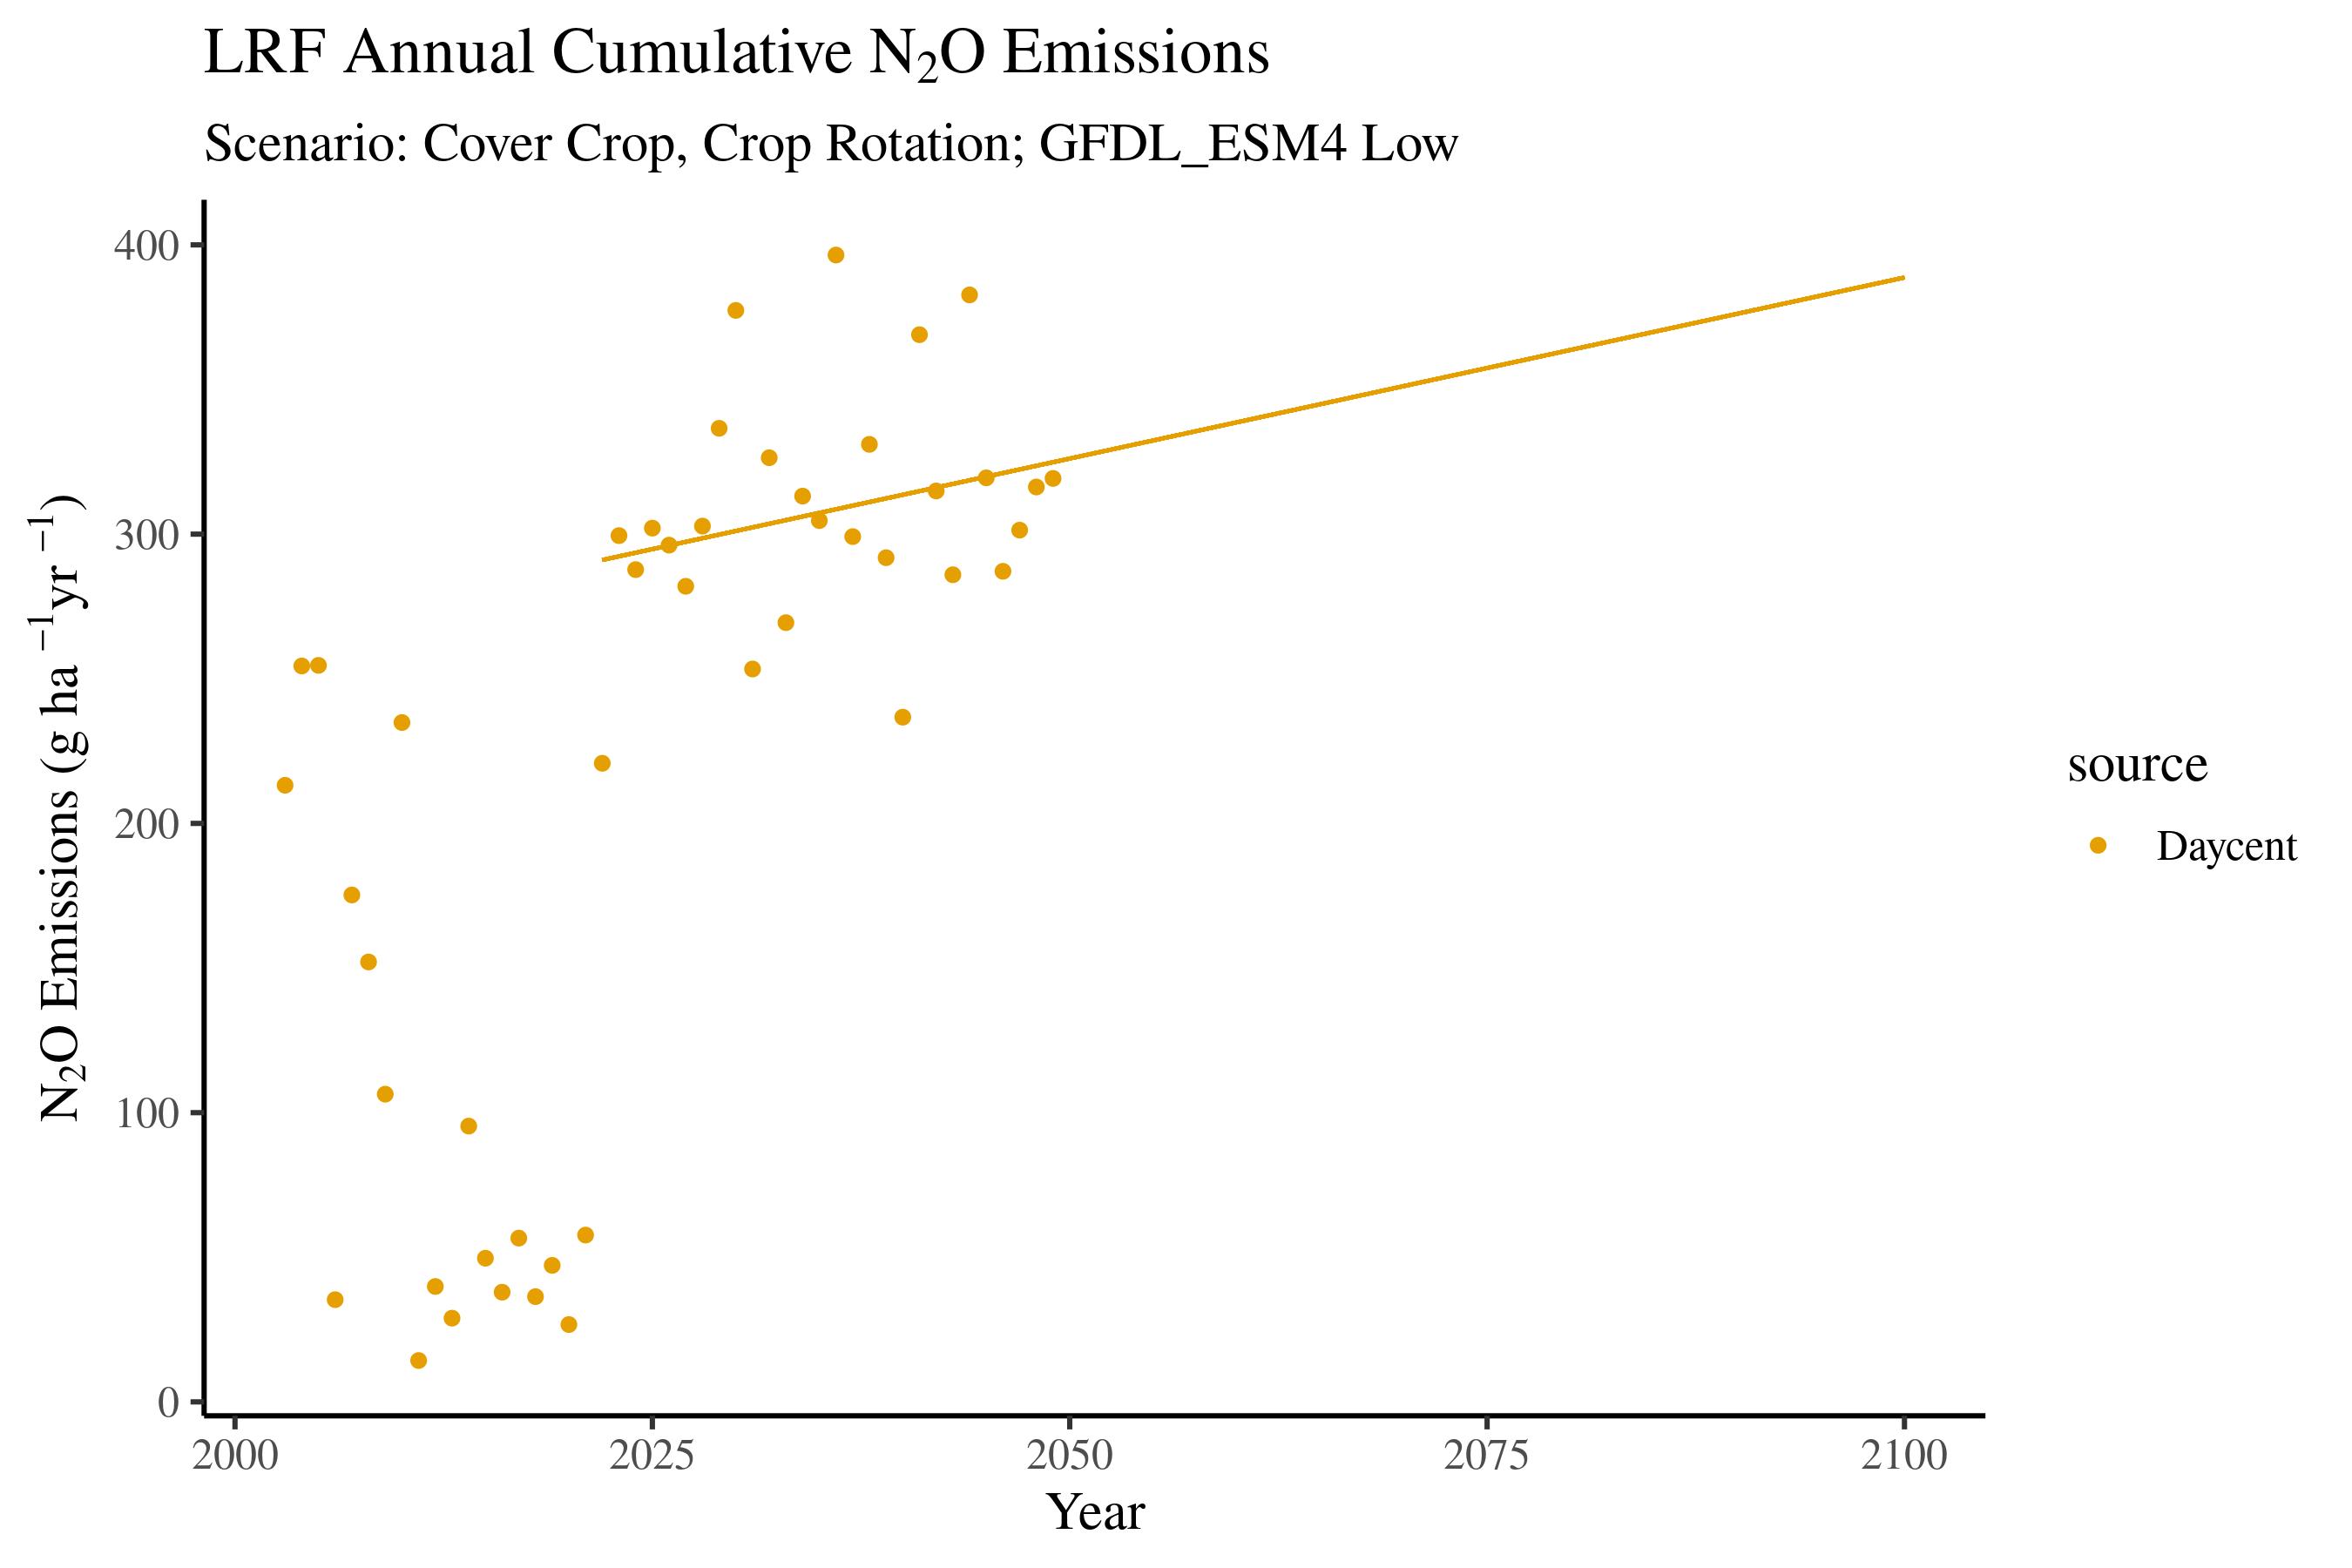 LRF Annual Cumulative N₂O Emissions
Scenario: Cover Crop, Crop Rotation; GFDL_ESM4 Low
N₂O Emissions (g ha ⁻¹yr ⁻¹)
400
300
200
100
0
2000 2025 2050 2075 2100
Year
source
Daycent